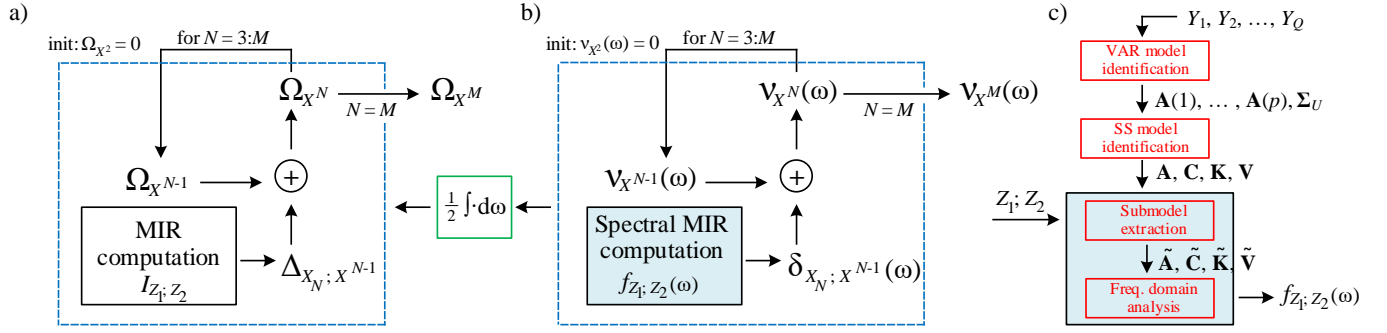 a)
init: Ω_{X^2} = 0
for N = 3:M
Ω_{X^N}
N = M
Ω_{X^M}
Ω_{X^{N-1}}
+
MIR
computation
I_{Z_1; Z_2}
Δ_{X_N; X^{N-1}}
1/2 ∫·dω
b)
init: ν_{X^2}(ω) = 0
for N = 3:M
ν_{X^N}(ω)
N = M
ν_{X^M}(ω)
ν_{X^{N-1}}(ω)
+
Spectral MIR
computation
f_{Z_1; Z_2}(ω)
δ_{X_N; X^{N-1}}(ω)
c)
Y_1, Y_2, …, Y_Q
VAR model
identification
A(1), … , A(p), Σ_U
SS model
identification
A, C, K, V
Z_1; Z_2
Submodel
extraction
Ã, C̃, K̃, Ṽ
Freq. domain
analysis
f_{Z_1; Z_2}(ω)